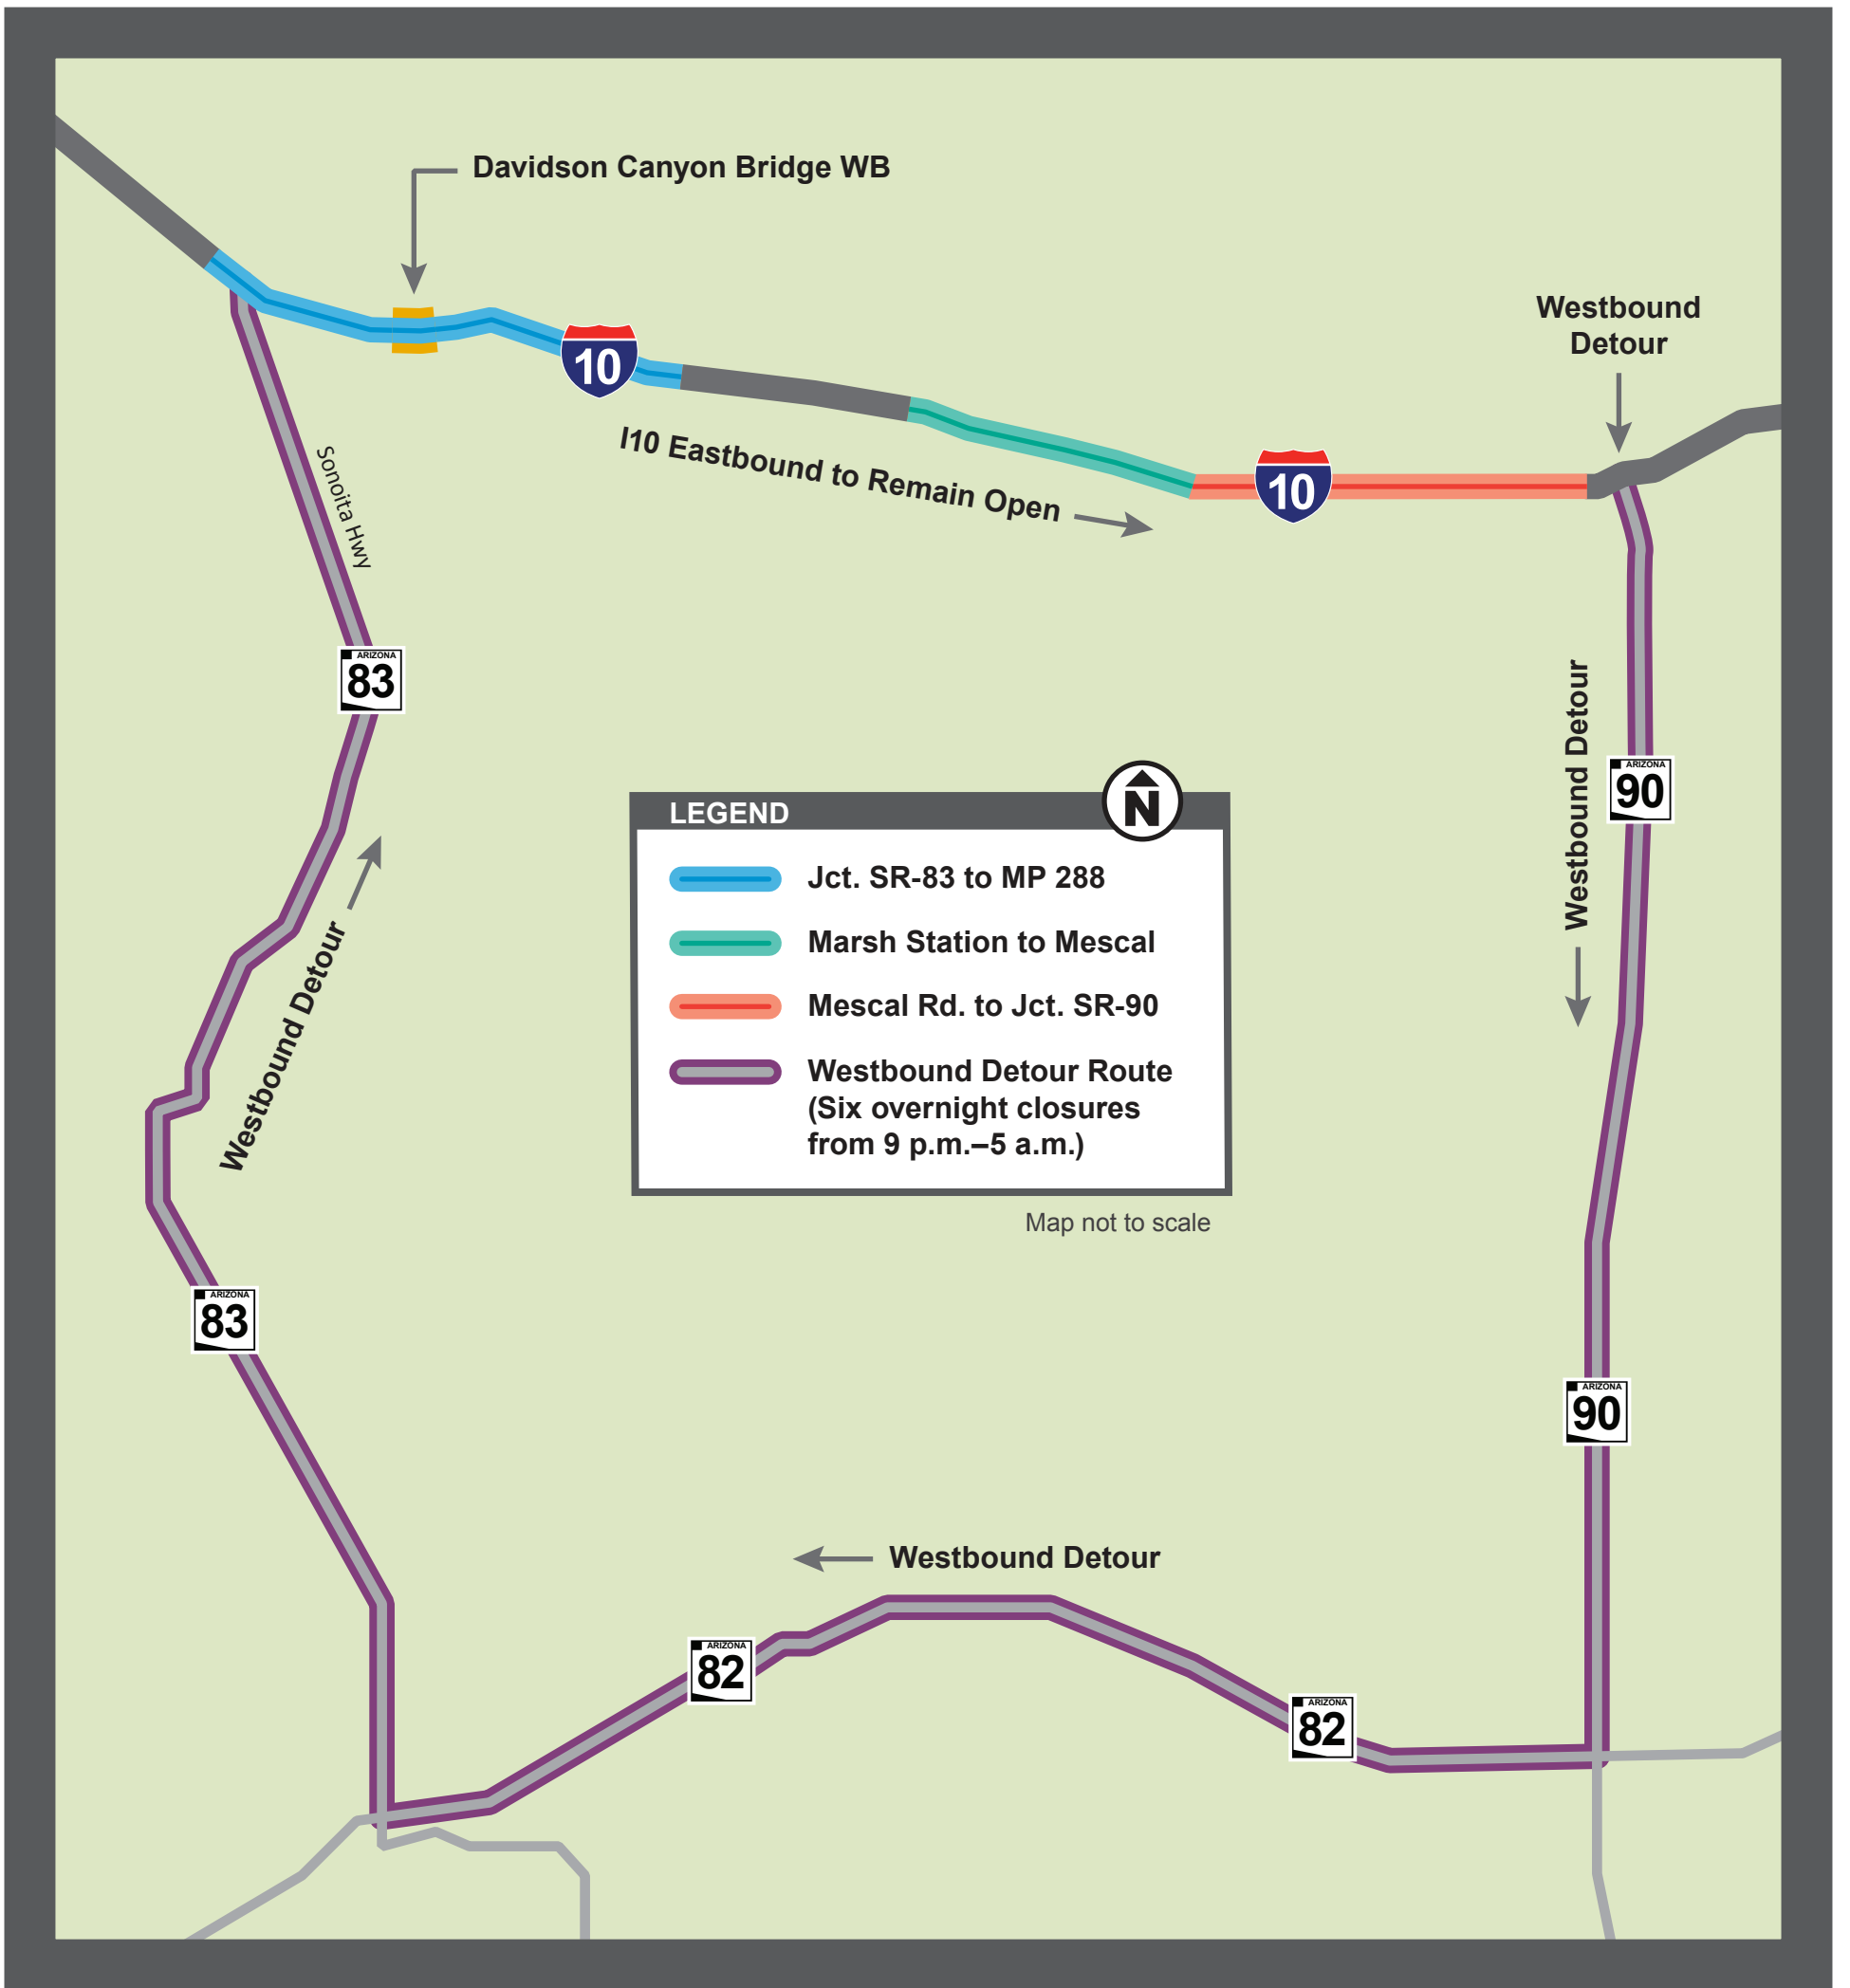 Davidson Canyon Bridge WB
Westbound
Detour
10
I10 Eastbound to Remain Open
10
Sonoita Hwy
ARIZONA
83
ARIZONA
90
Westbound Detour
Westbound Detour
LEGEND
N
Jct. SR-83 to MP 288
Marsh Station to Mescal
Mescal Rd. to Jct. SR-90
Westbound Detour Route
(Six overnight closures
from 9 p.m.–5 a.m.)
Map not to scale
ARIZONA
83
ARIZONA
90
Westbound Detour
ARIZONA
82
ARIZONA
82